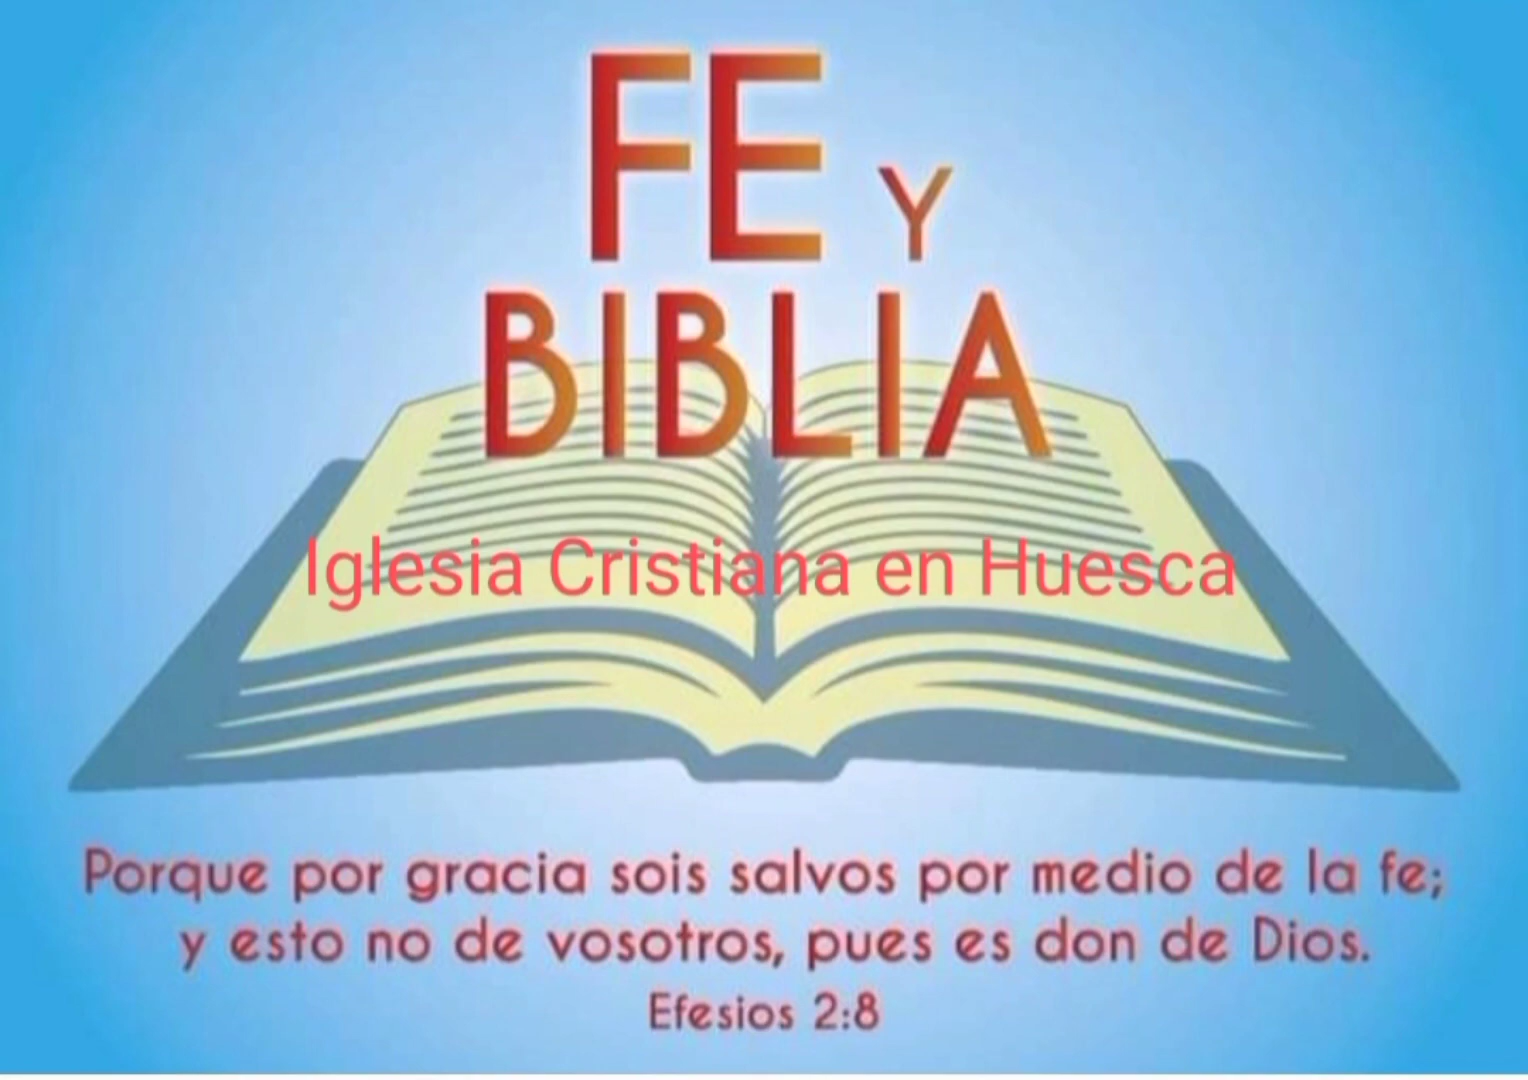 FE Y
BIBLIA
Iglesia Cristiana en Huesca
Porque por gracia sois salvos por medio de la fe;
y esto no de vosotros, pues es don de Dios.
Efesios 2:8